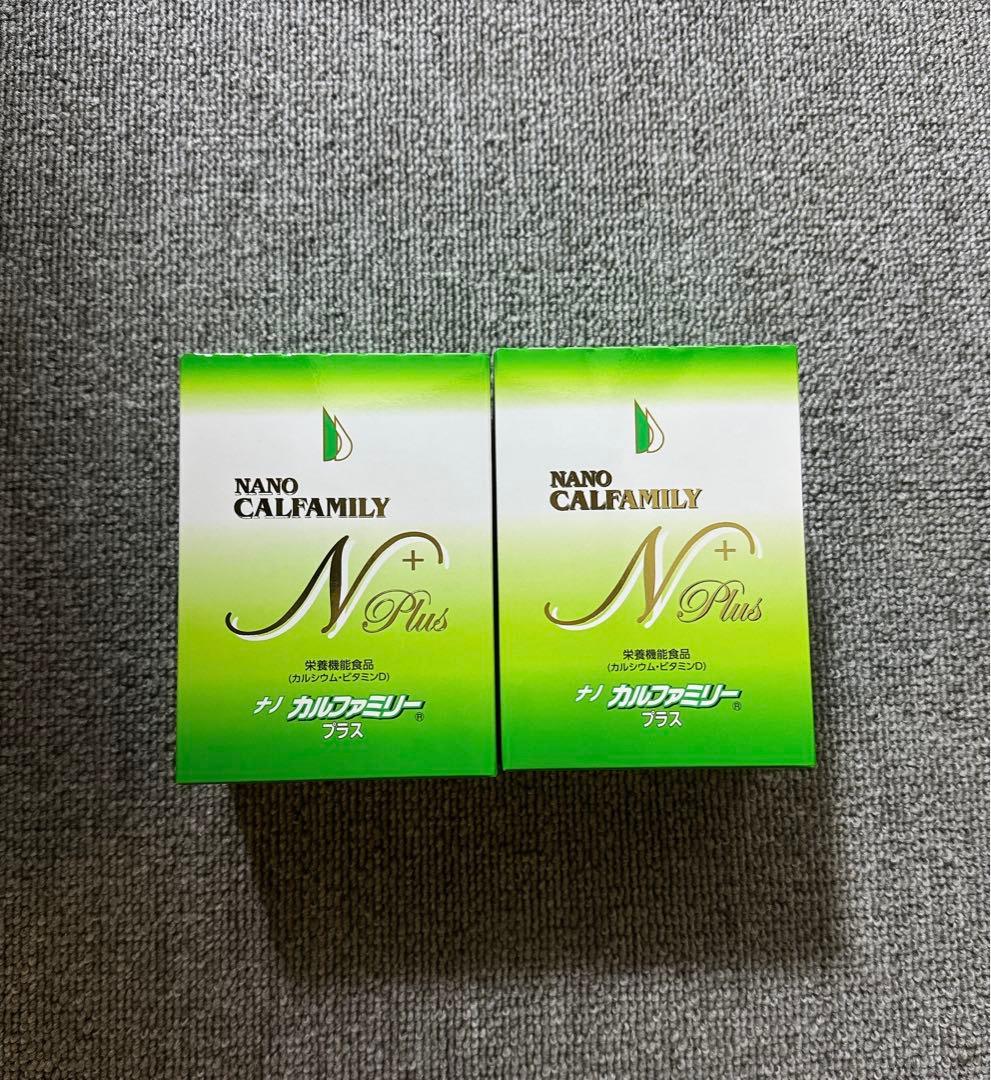 NANO
CALFAMILY
N+
Plus
栄養機能食品
(カルシウム・ビタミンD)
ナノ カルファミリー®
プラス
NANO
CALFAMILY
N+
Plus
栄養機能食品
(カルシウム・ビタミンD)
ナノ カルファミリー®
プラス